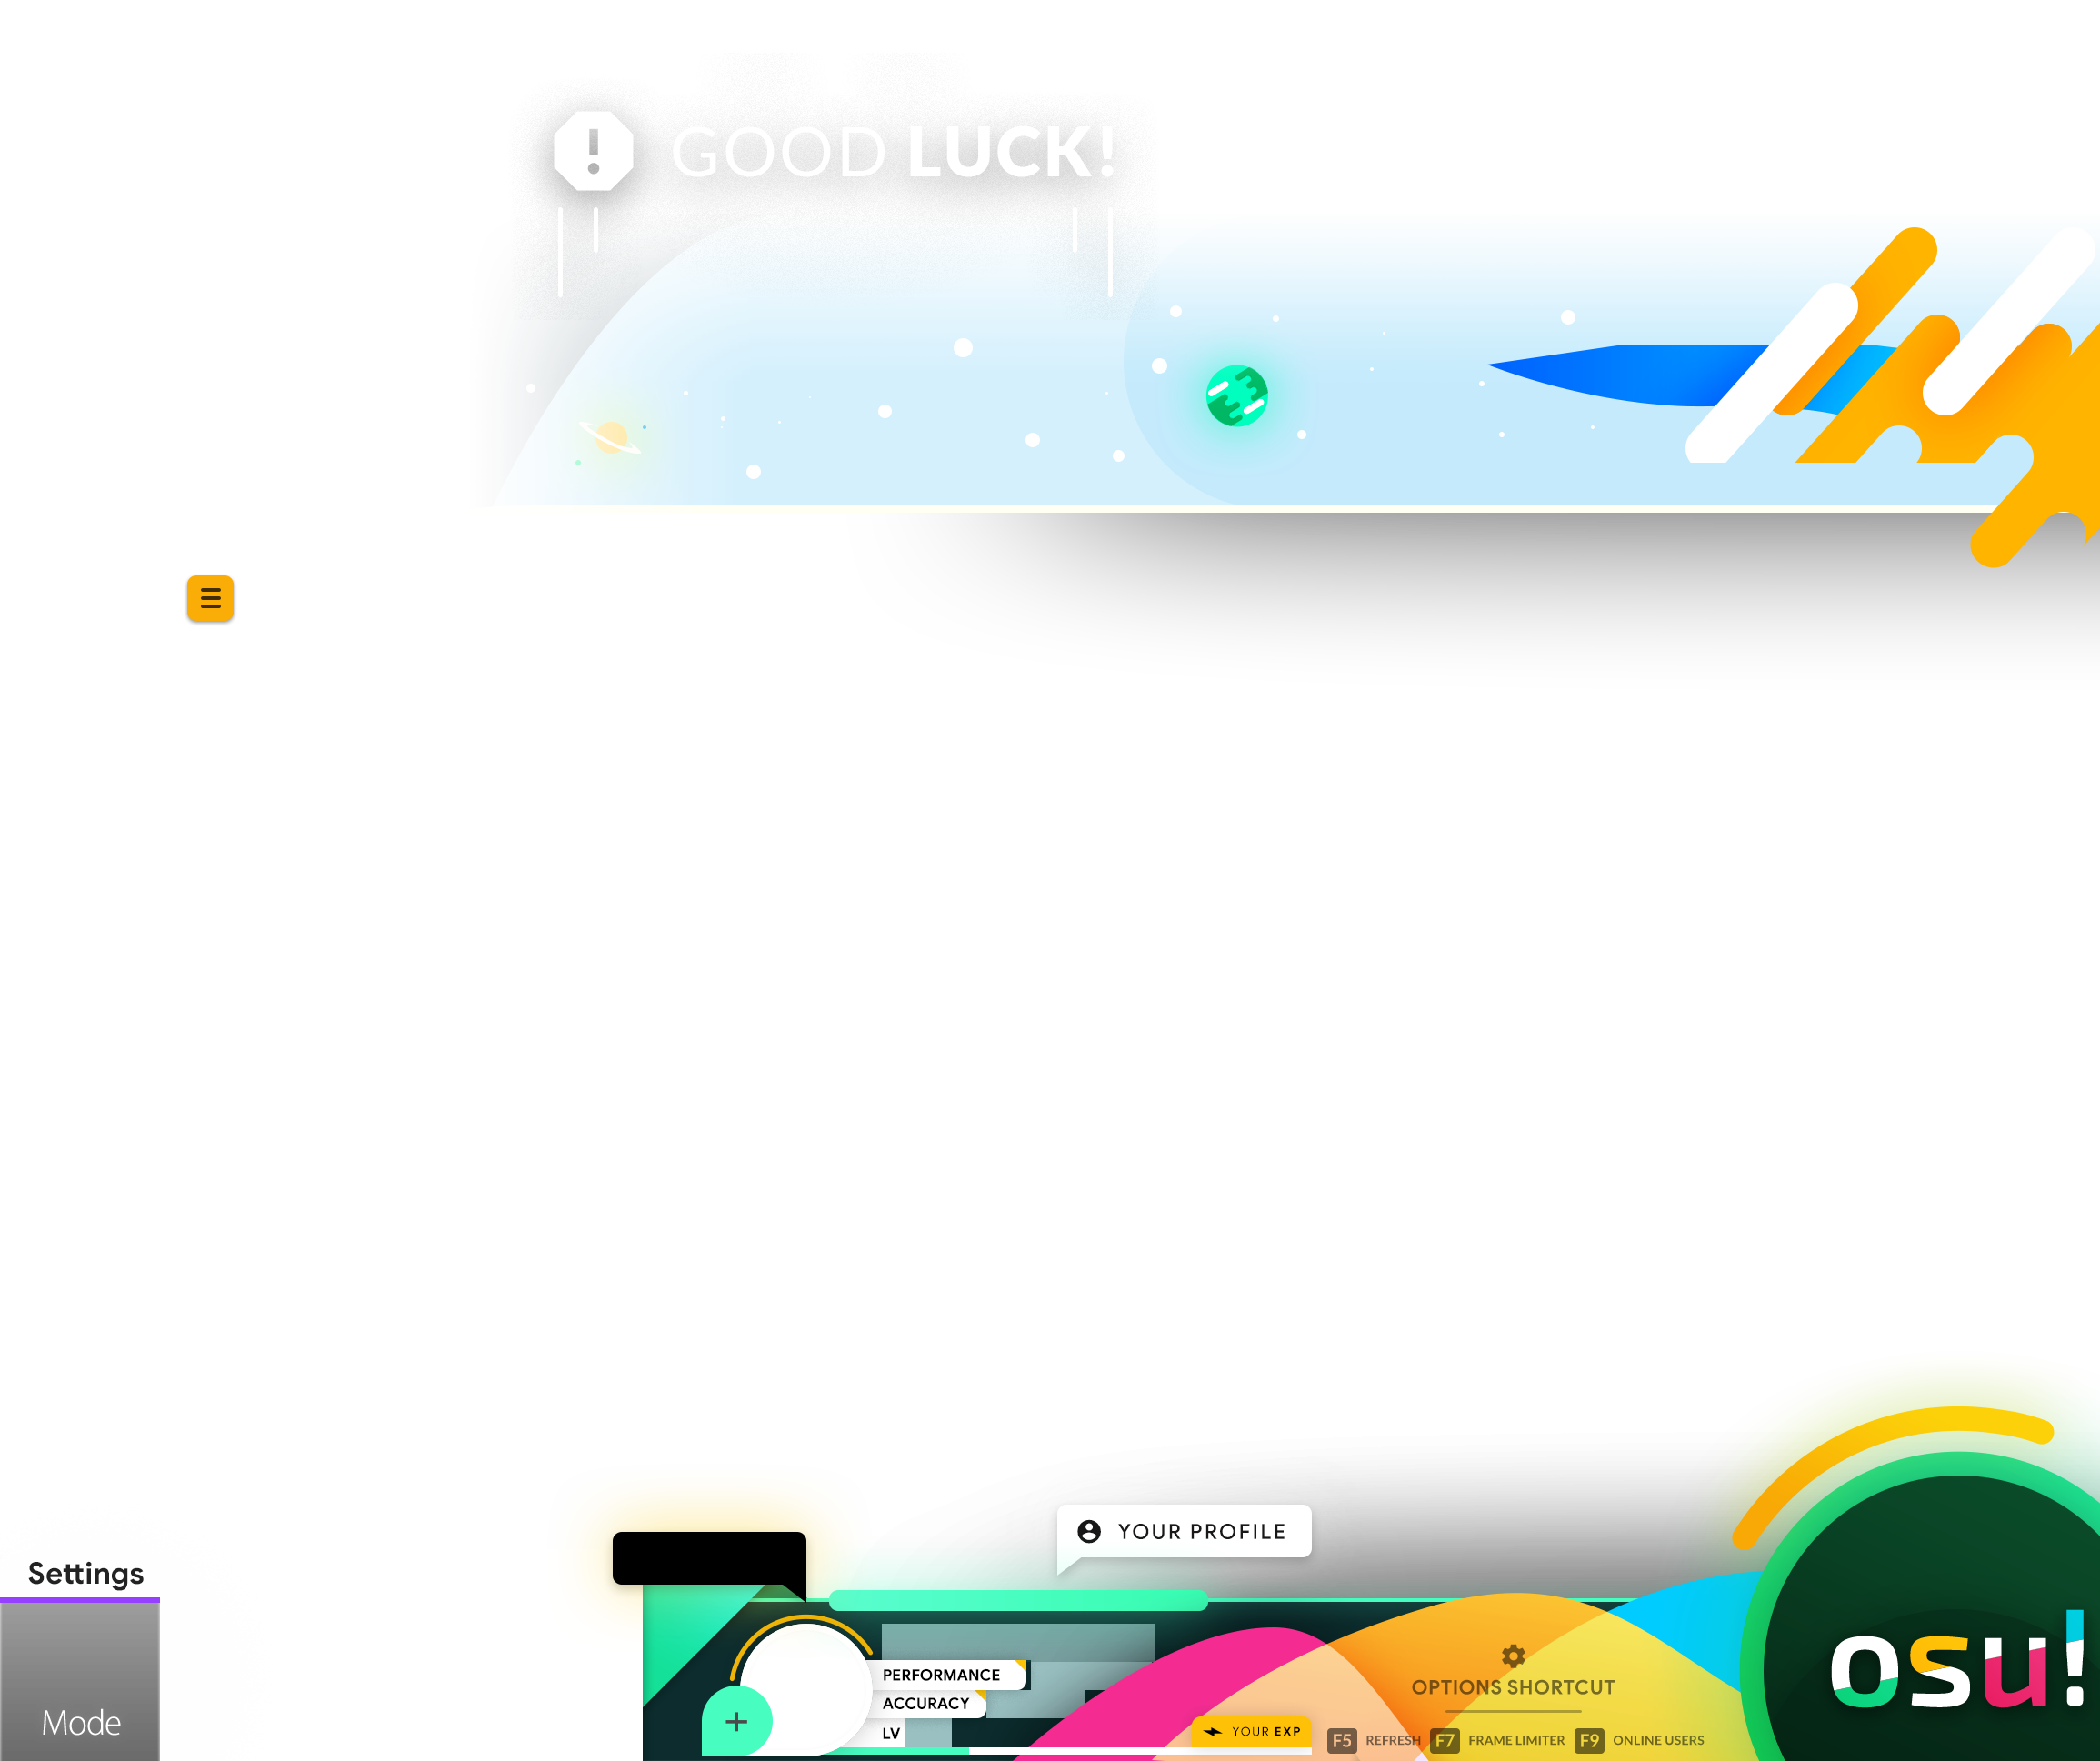 GOOD LUCK!
YOUR PROFILE
Settings
Mode
PERFORMANCE
ACCURACY
LV
YOUR EXP
OPTIONS SHORTCUT
F5 REFRESH F7 FRAME LIMITER F9 ONLINE USERS
osu!